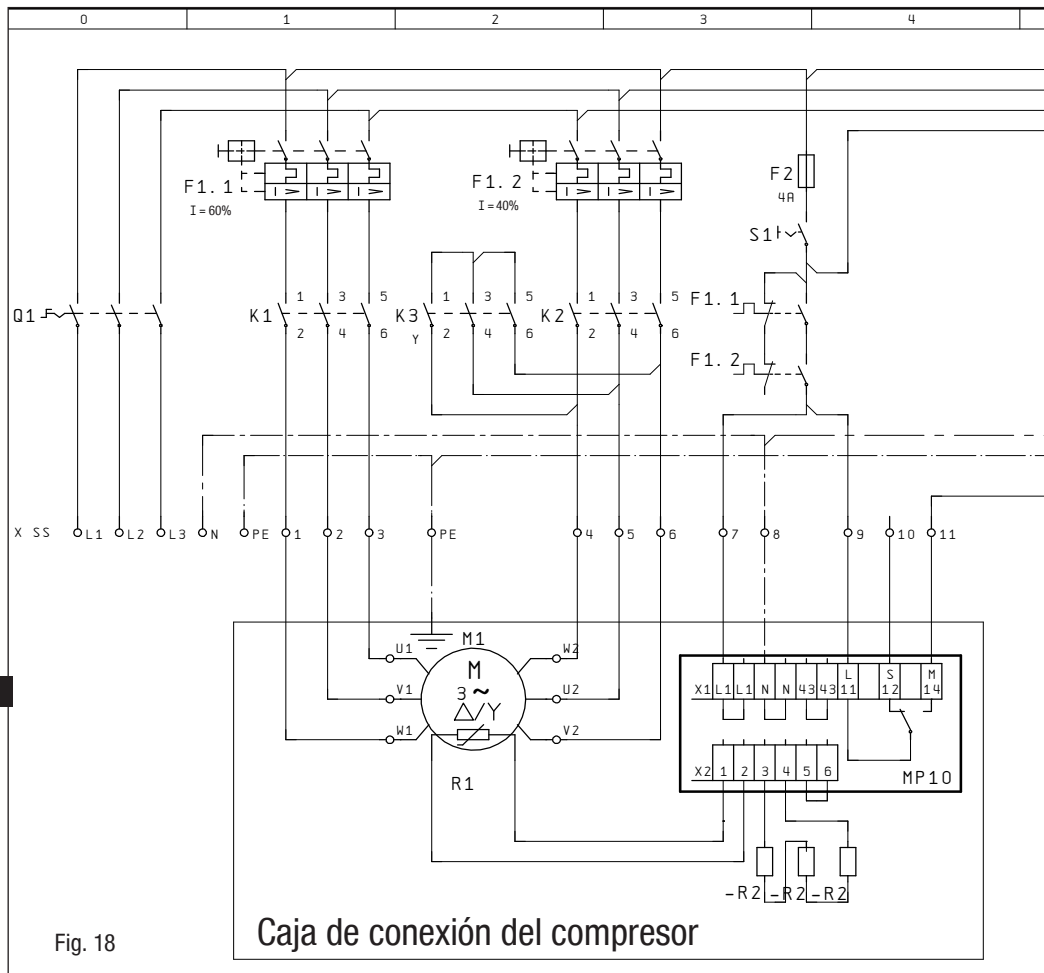 0 1 2 3 4
F1.1
I = 60%
F1.2
I = 40%
F2
4A
S1
Q1
K1
1 3 5
2 4 6
K3
Y
1 3 5
2 4 6
K2
1 3 5
2 4 6
F1.1
F1.2
X SS L1 L2 L3 N PE 1 2 3 PE 4 5 6 7 8 9 10 11
M1
U1 W2
M
V1 3 ~ U2
△/Y
W1 V2
R1
X1 L1 L1 N N 43 43 L 11 S 12 M 14
X2 1 2 3 4 5 6
MP10
-R2 -R2 -R2
Fig. 18
Caja de conexión del compresor
I > I > I > I > I > I >